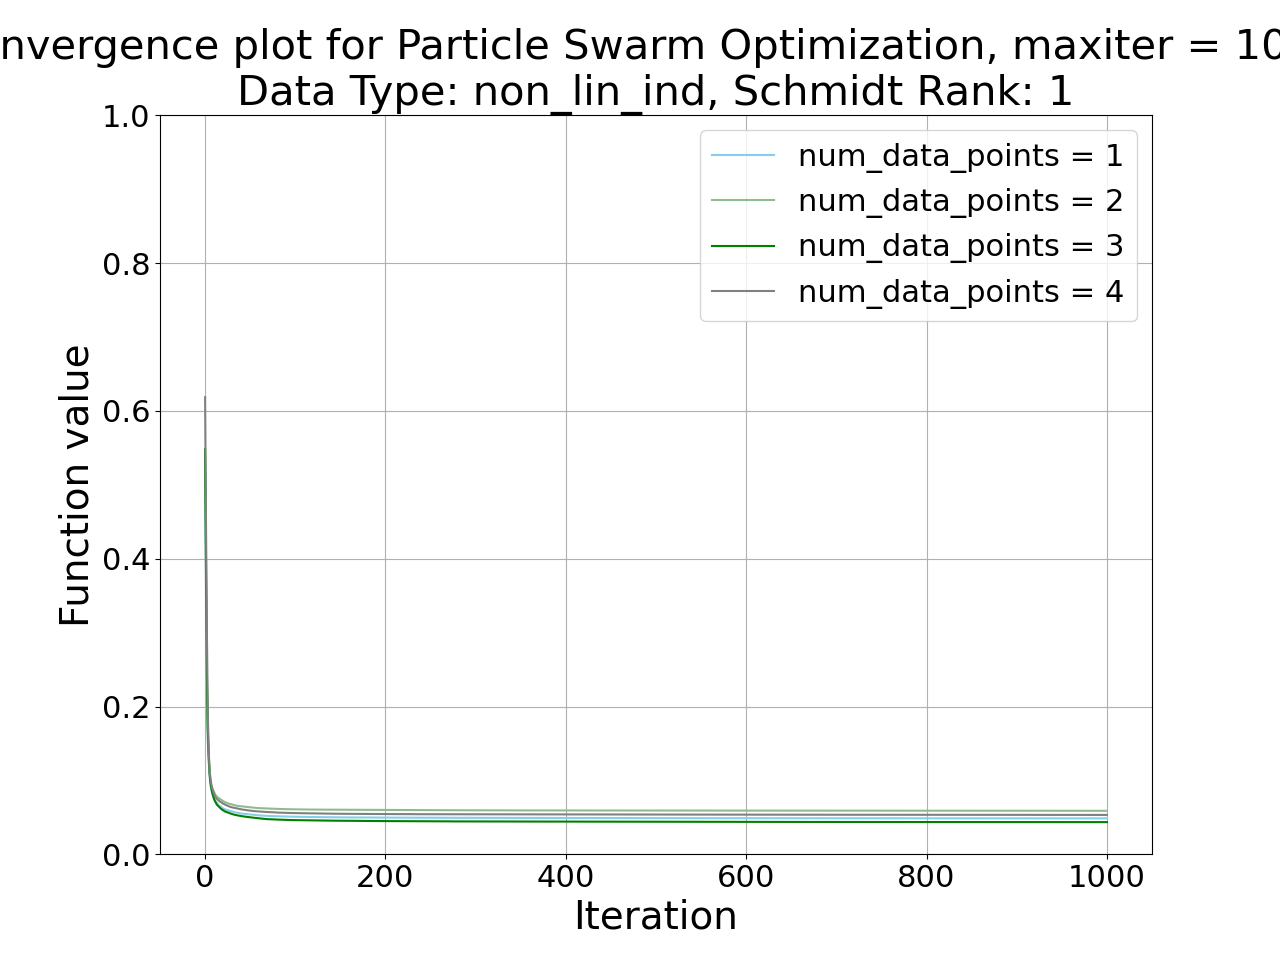 nvergence plot for Particle Swarm Optimization, maxiter = 10
Data Type: non_lin_ind, Schmidt Rank: 1
num_data_points = 1
num_data_points = 2
num_data_points = 3
num_data_points = 4
Function value
1.0
0.8
0.6
0.4
0.2
0.0
0 200 400 600 800 1000
Iteration